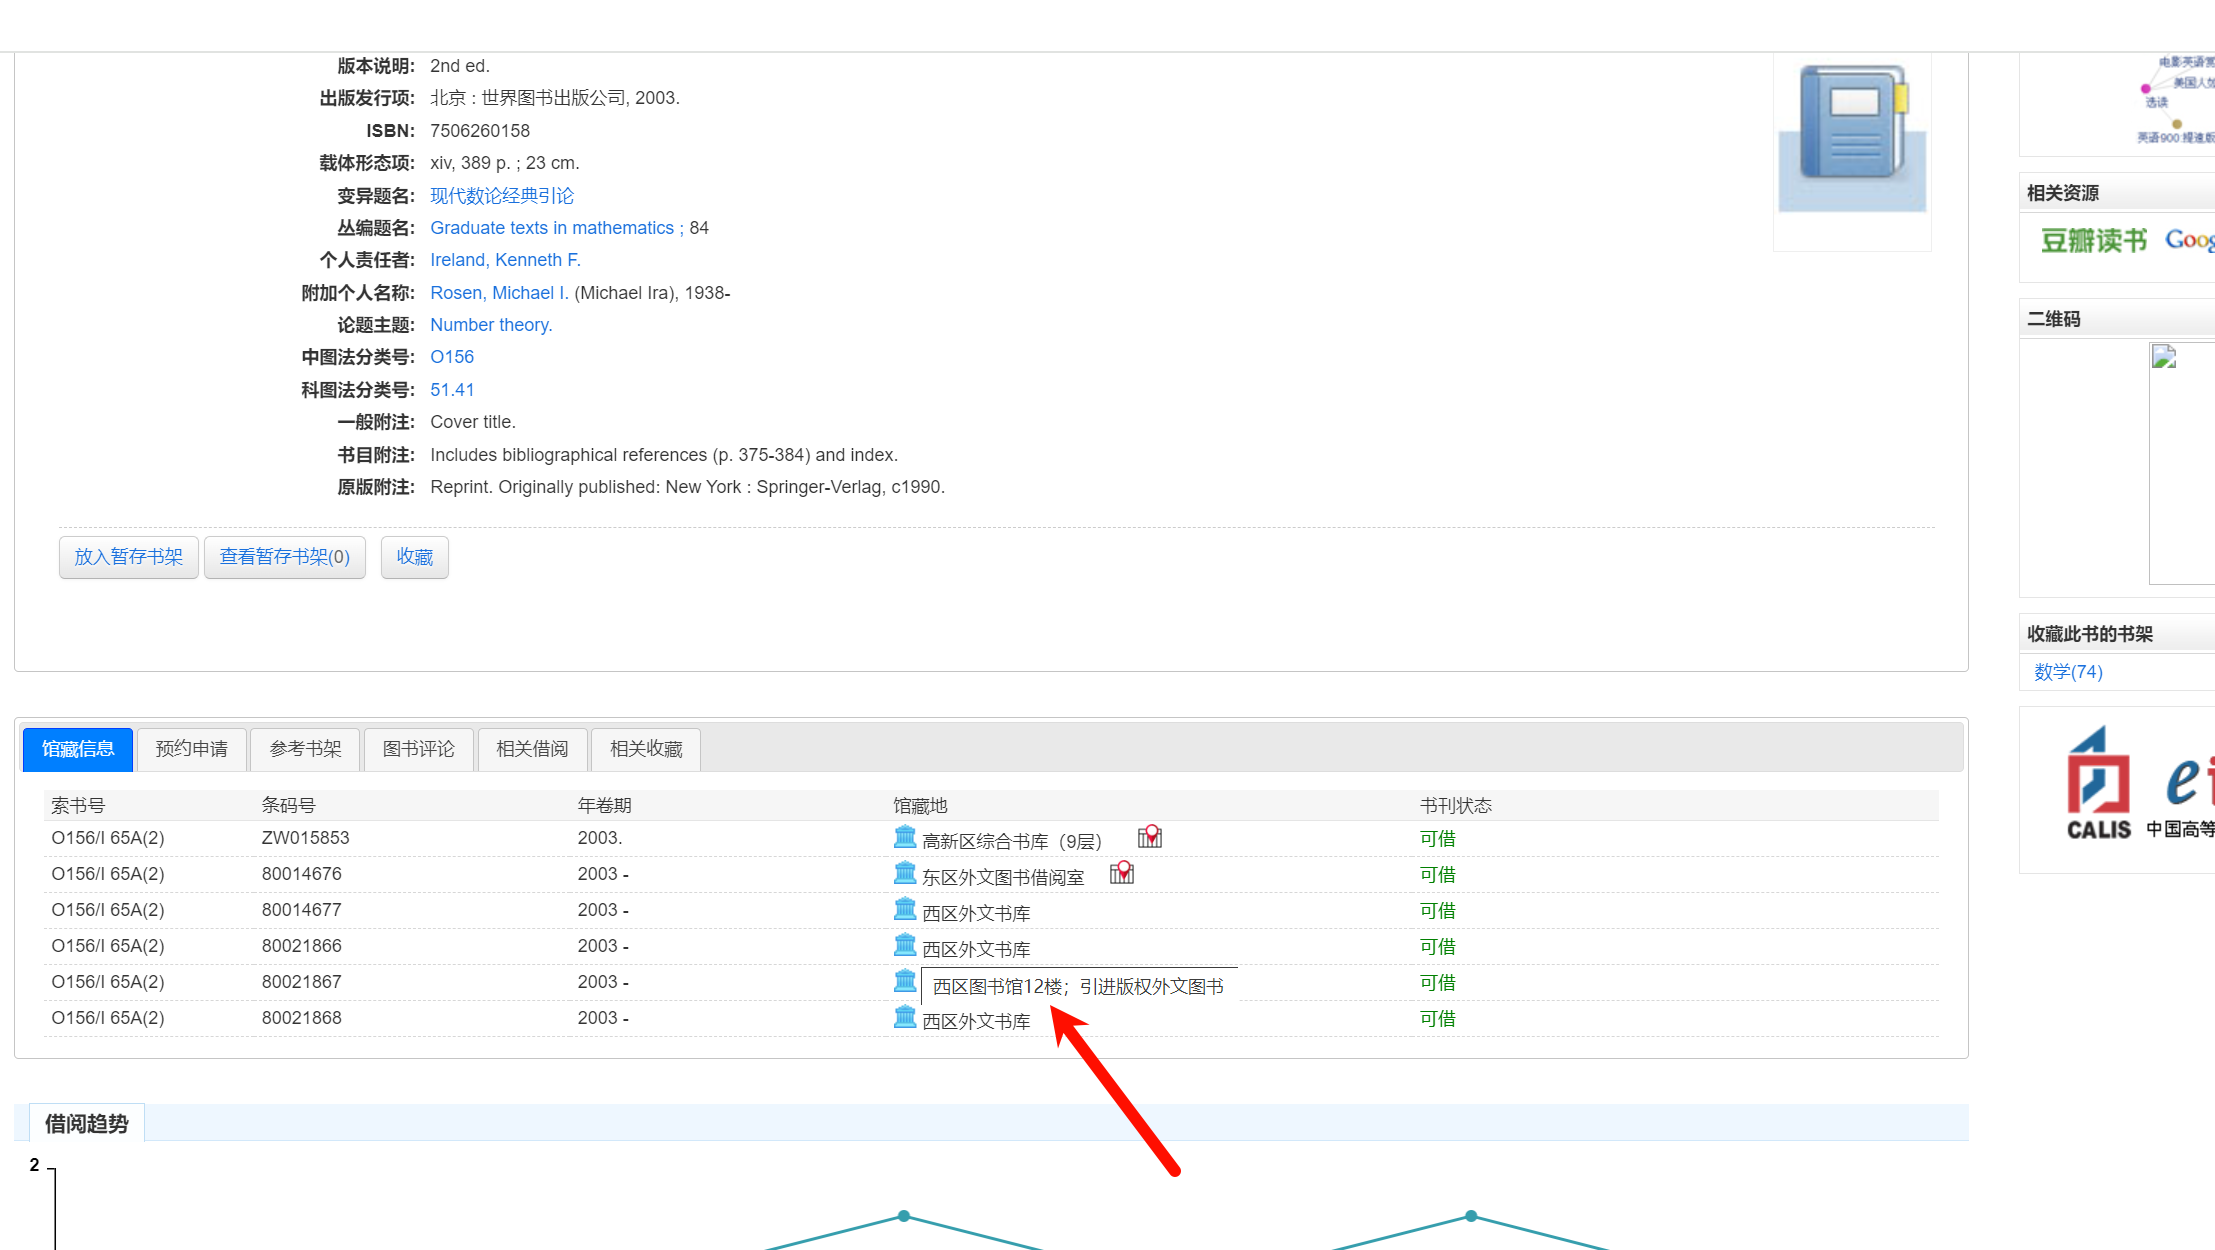 版本说明: 2nd ed.
出版发行项: 北京 : 世界图书出版公司, 2003.
ISBN: 7506260158
载体形态项: xiv, 389 p. ; 23 cm.
变异题名: 现代数论经典引论
丛编题名: Graduate texts in mathematics ; 84
个人责任者: Ireland, Kenneth F.
附加个人名称: Rosen, Michael I. (Michael Ira), 1938-
论题主题: Number theory.
中图法分类号: O156
科图法分类号: 51.41
一般附注: Cover title.
书目附注: Includes bibliographical references (p. 375-384) and index.
原版附注: Reprint. Originally published: New York : Springer-Verlag, c1990.
放入暂存书架 查看暂存书架(0) 收藏
馆藏信息 预约申请 参考书架 图书评论 相关借阅 相关收藏
索书号 条码号 年卷期 馆藏地 书刊状态
O156/I 65A(2) ZW015853 2003. 高新区综合书库（9层） 可借
O156/I 65A(2) 80014676 2003 - 东区外文图书借阅室 可借
O156/I 65A(2) 80014677 2003 - 西区外文书库 可借
O156/I 65A(2) 80021866 2003 - 西区外文书库 可借
O156/I 65A(2) 80021867 2003 - 西区图书馆12楼；引进版权外文图书 可借
O156/I 65A(2) 80021868 2003 - 西区外文书库 可借
借阅趋势
2
电影英语赏
美国人如
选读
英语900:提速版
相关资源
豆瓣读书 Goog
二维码
收藏此书的书架
数学(74)
CALIS 中国高等